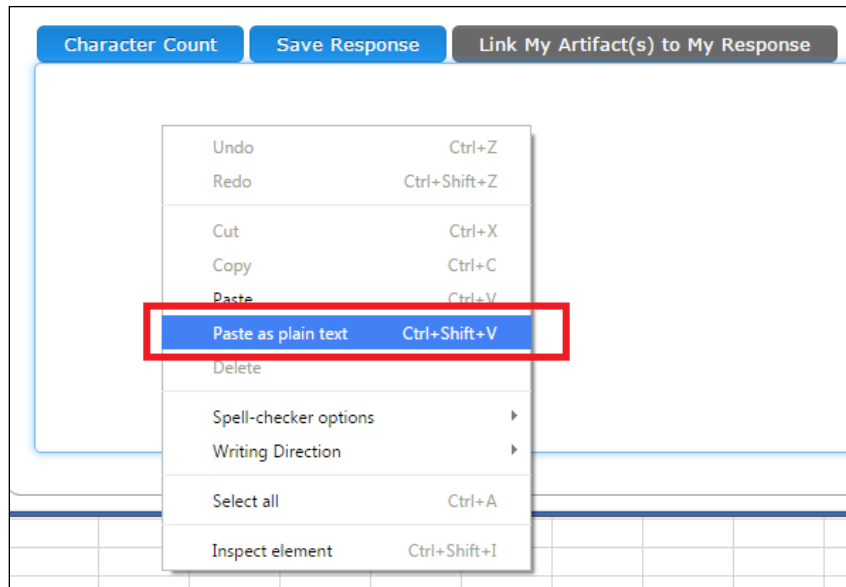 Character Count Save Response Link My Artifact(s) to My Response
Undo Ctrl+Z
Redo Ctrl+Shift+Z
Cut Ctrl+X
Copy Ctrl+C
Paste Ctrl+V
Paste as plain text Ctrl+Shift+V
Delete
Spell-checker options
Writing Direction
Select all Ctrl+A
Inspect element Ctrl+Shift+I